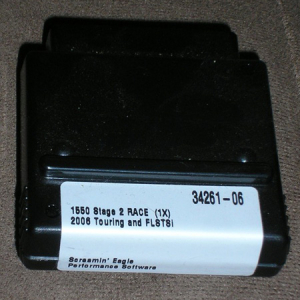 34261-06
1550 Stage 2 RACE (1X)
2006 Touring and FLSTSi
Screamin' Eagle
Performance Software